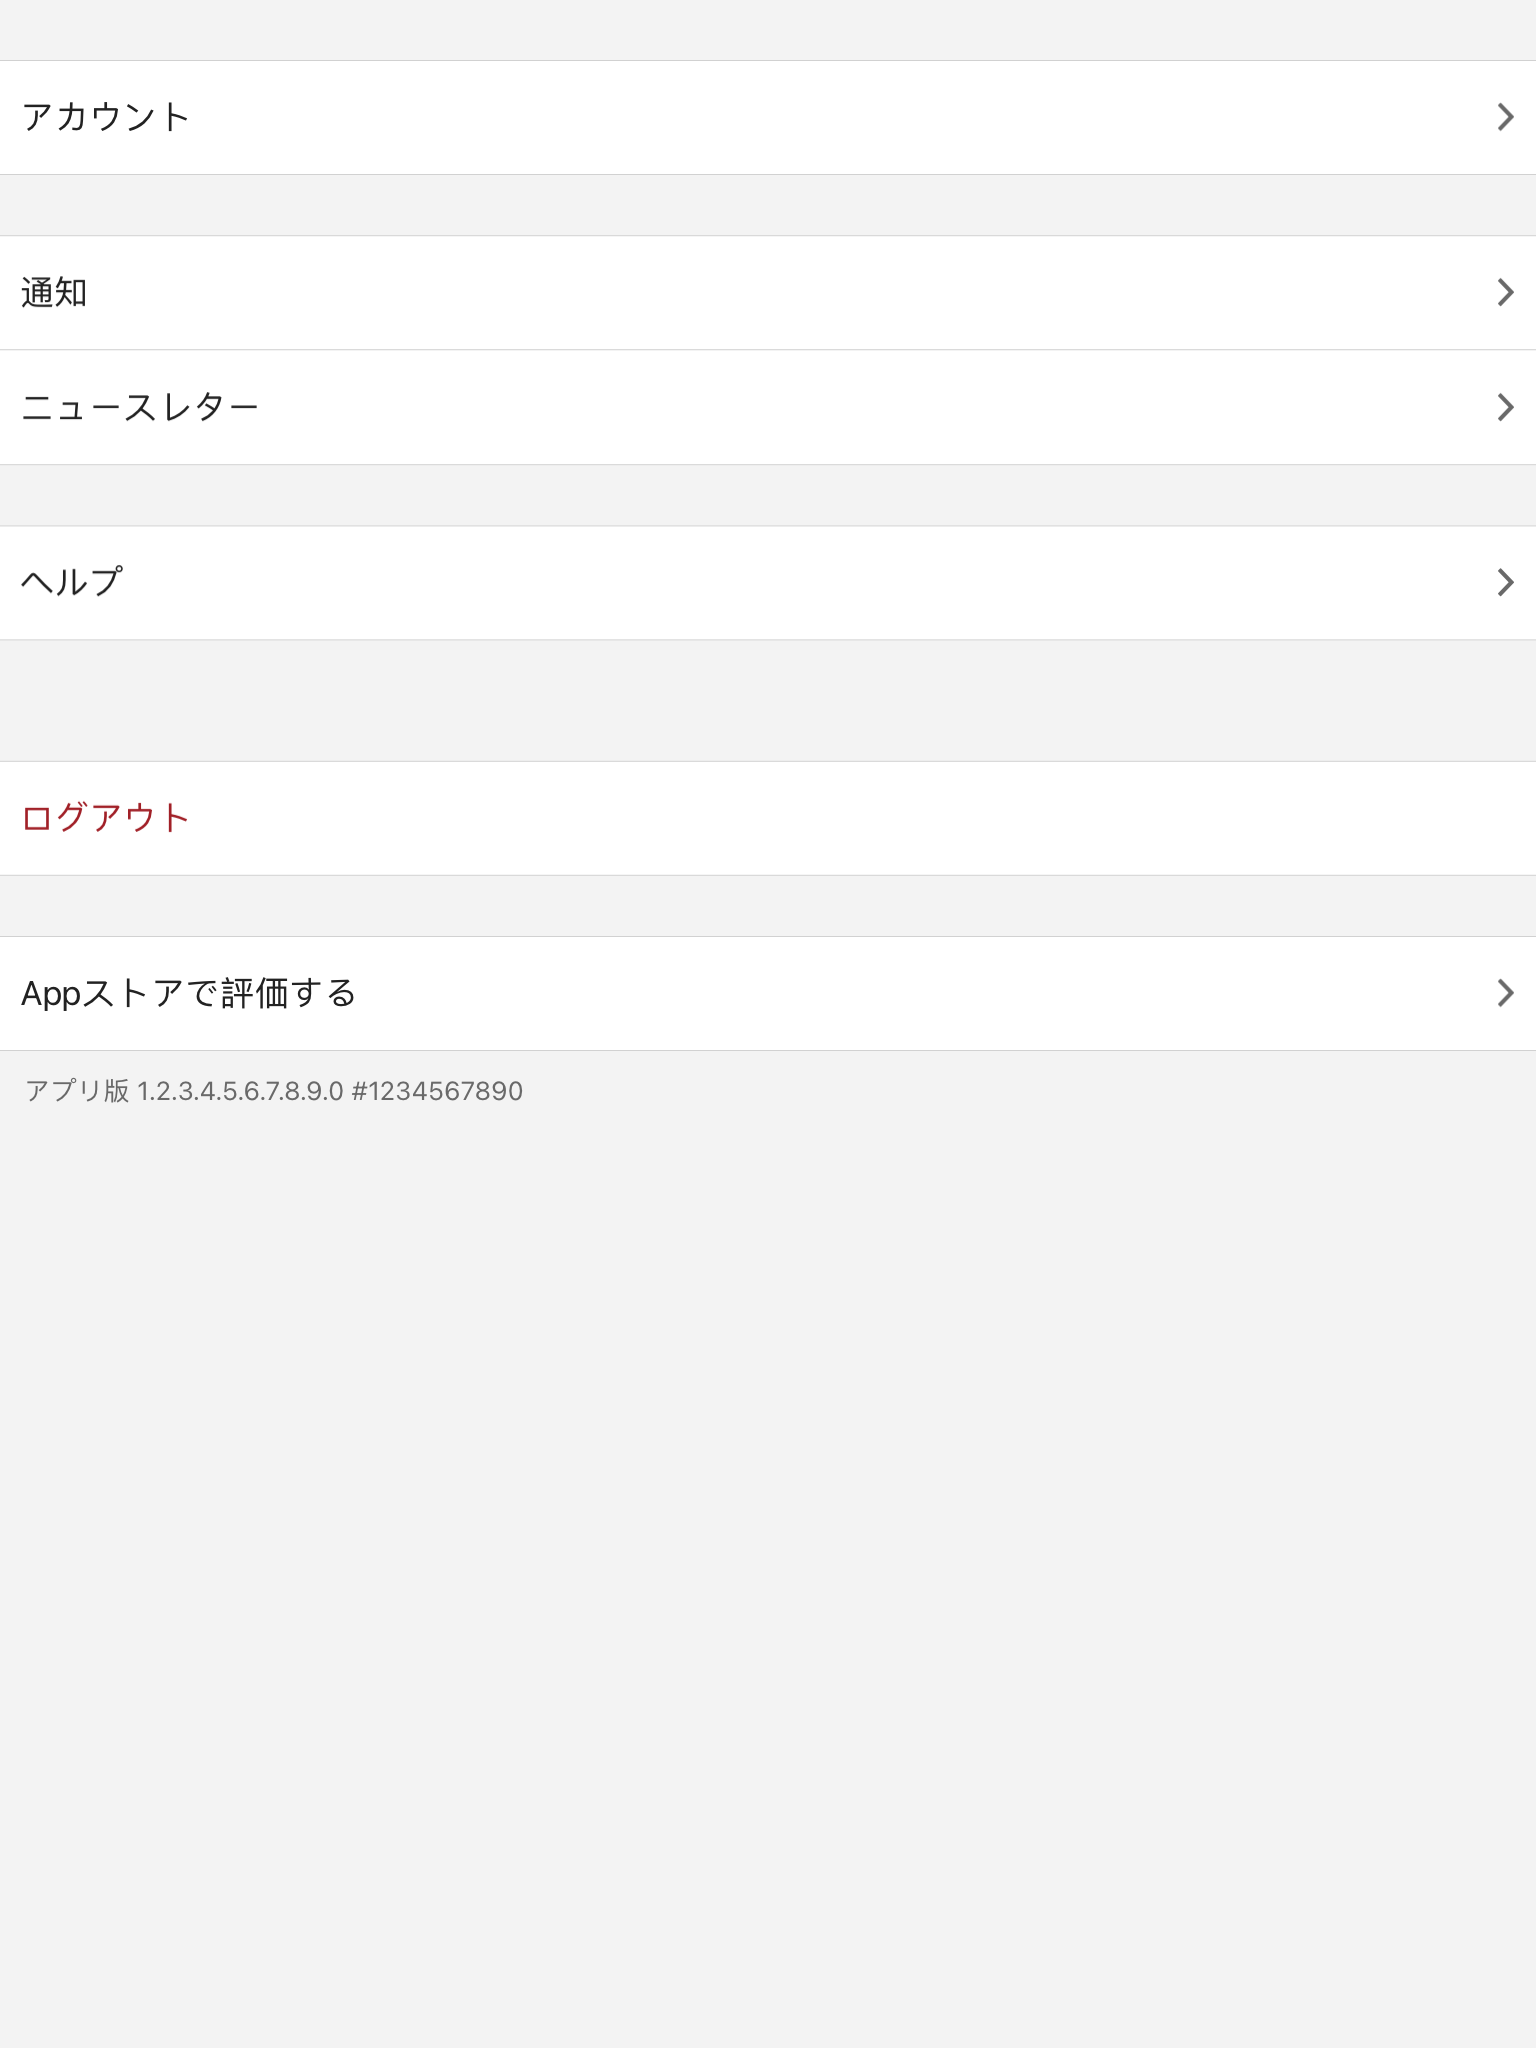 アカウント
通知
ニュースレター
ヘルプ
ログアウト
Appストアで評価する
アプリ版 1.2.3.4.5.6.7.8.9.0 #1234567890